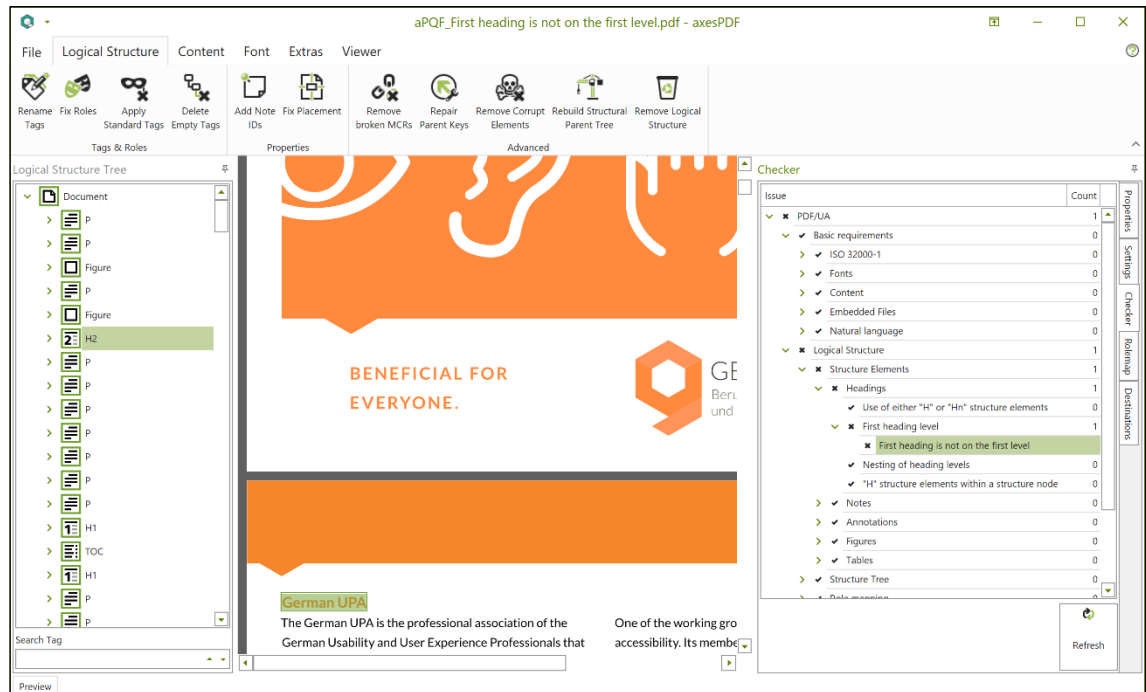 aPQF_First heading is not on the first level.pdf - axesPDF
File Logical Structure Content Font Extras Viewer
Rename Tags
Fix Roles
Apply Standard Tags
Delete Empty Tags
Add Note IDs
Fix Placement
Remove broken MCRs
Repair Parent Keys
Remove Corrupt Elements
Rebuild Structural Parent Tree
Remove Logical Structure
Tags & Roles
Properties
Advanced
Logical Structure Tree
Document
P
P
Figure
P
Figure
2 H2
P
P
P
P
P
P
P
1 H1
TOC
1 H1
P
P
Search Tag
Preview
BENEFICIAL FOR
EVERYONE.
GE
Beru
und
German UPA
The German UPA is the professional association of the
German Usability and User Experience Professionals that
One of the working gro
accessibility. Its membe
Checker
Issue Count
PDF/UA 1
Basic requirements 0
ISO 32000-1 0
Fonts 0
Content 0
Embedded Files 0
Natural language 0
Logical Structure 1
Structure Elements 1
Headings 1
Use of either "H" or "Hn" structure elements 0
First heading level 1
First heading is not on the first level
Nesting of heading levels 0
"H" structure elements within a structure node 0
Notes 0
Annotations 0
Figures 0
Tables 0
Structure Tree 0
Role mapping 0
Refresh
Properties
Settings
Checker
Rolemap
Destinations